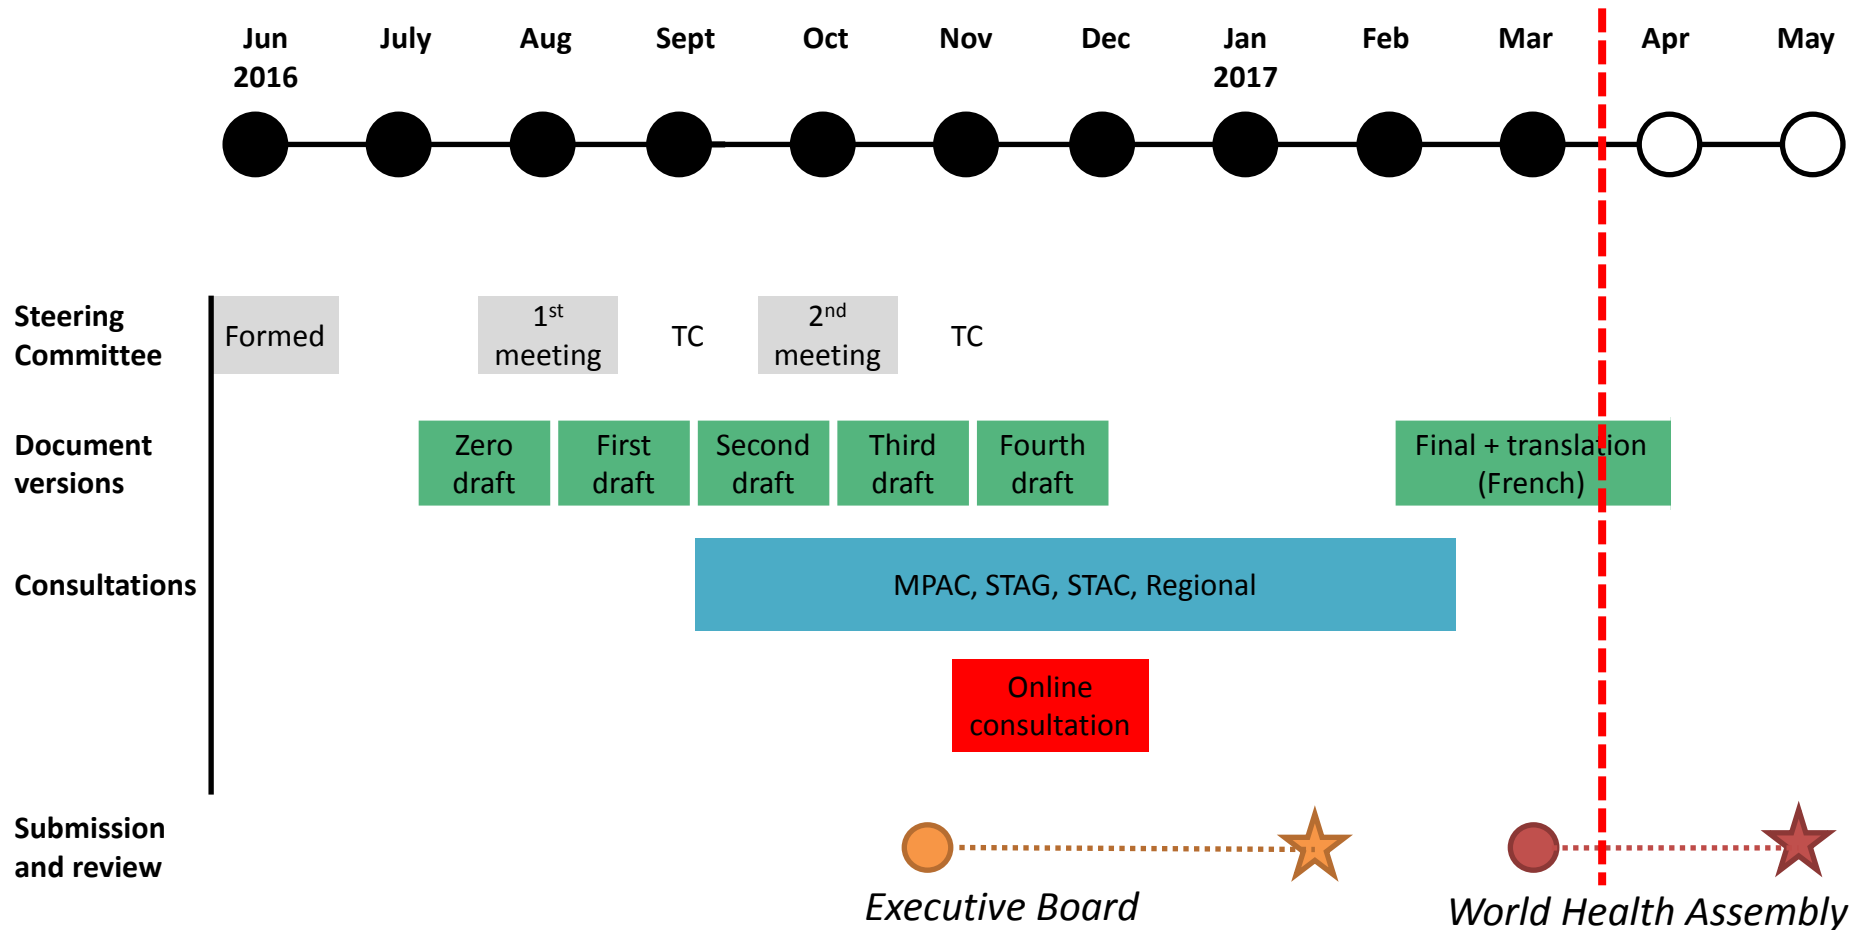 Jun July Aug Sept Oct Nov Dec Jan Feb Mar Apr May
2016 2017
Steering
Committee
Formed
1st
meeting
TC
2nd
meeting
TC
Document
versions
Zero
draft
First
draft
Second
draft
Third
draft
Fourth
draft
Final + translation
(French)
Consultations
MPAC, STAG, STAC, Regional
Online
consultation
Submission
and review
Executive Board
World Health Assembly